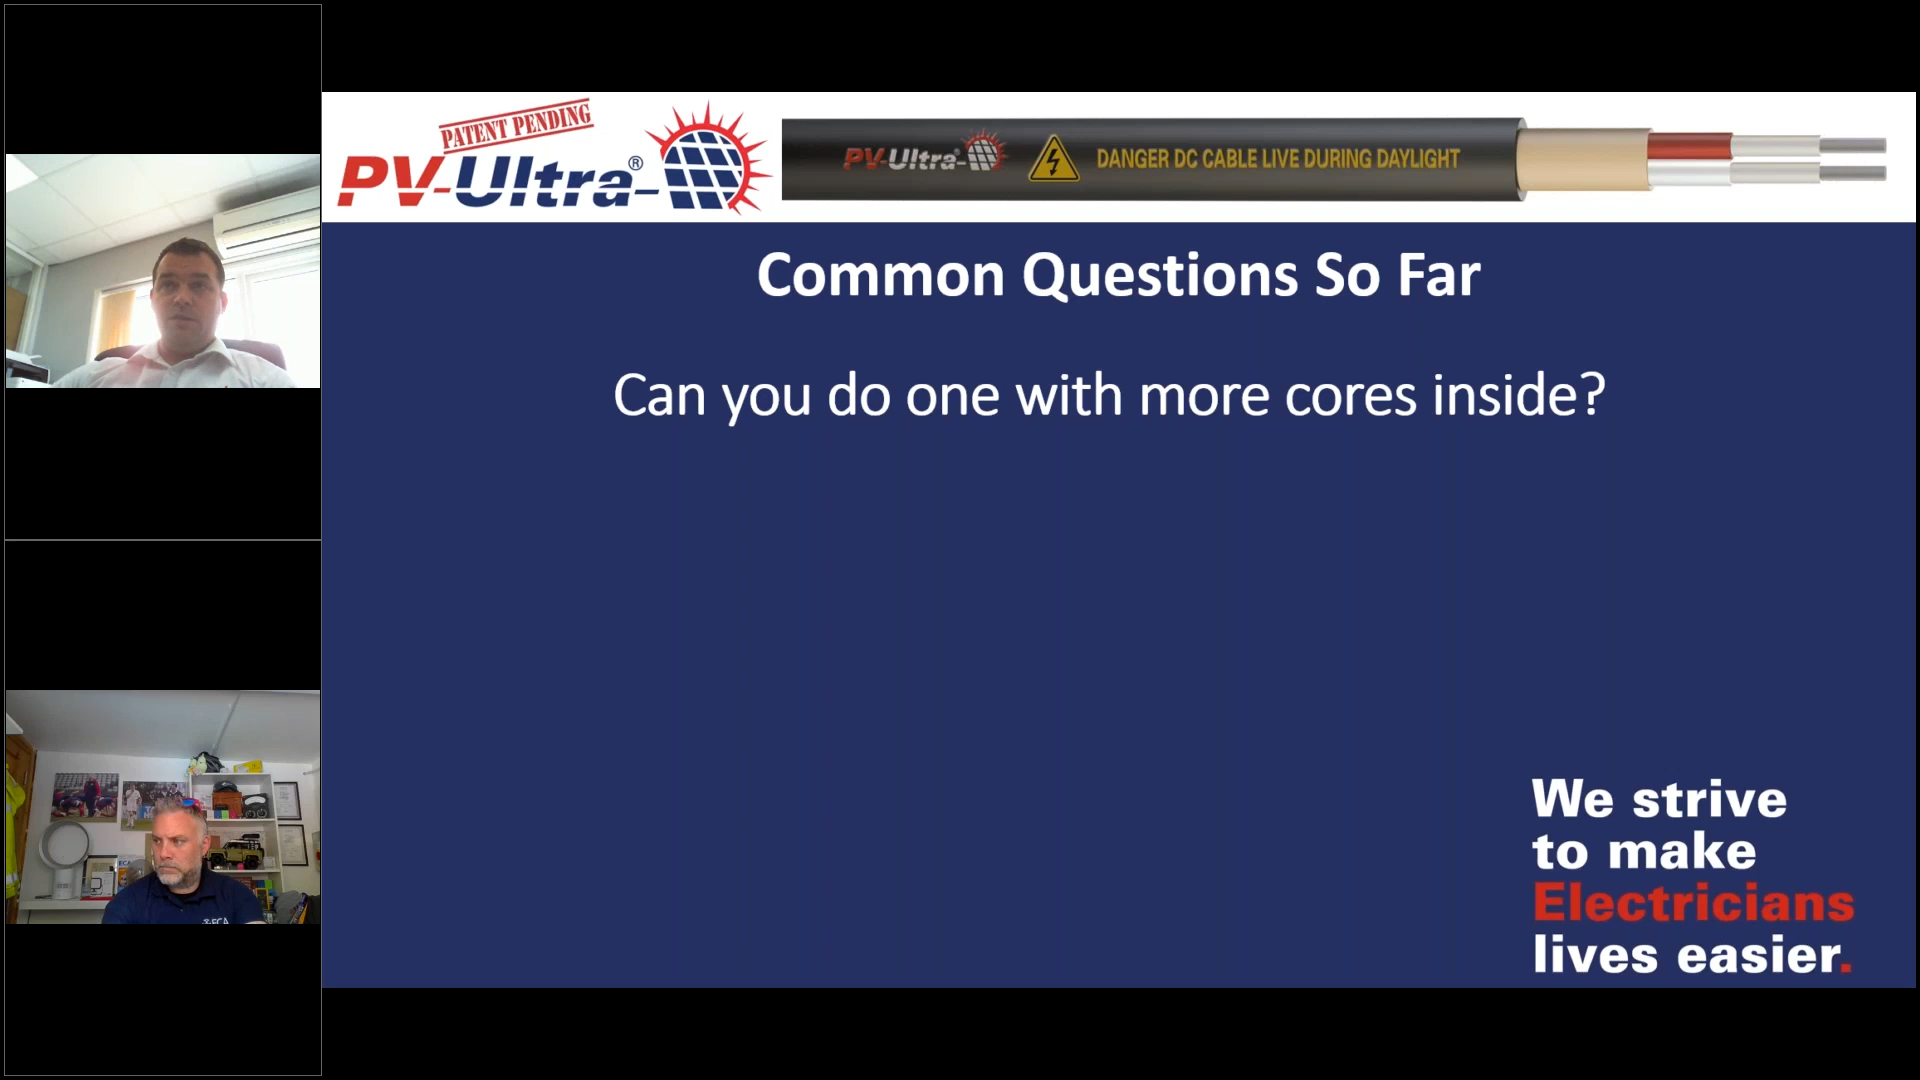 PATENT PENDING
PV-Ultra®
PV-Ultra®
DANGER DC CABLE LIVE DURING DAYLIGHT
Common Questions So Far
Can you do one with more cores inside?
We strive
to make
Electricians
lives easier.
ECA